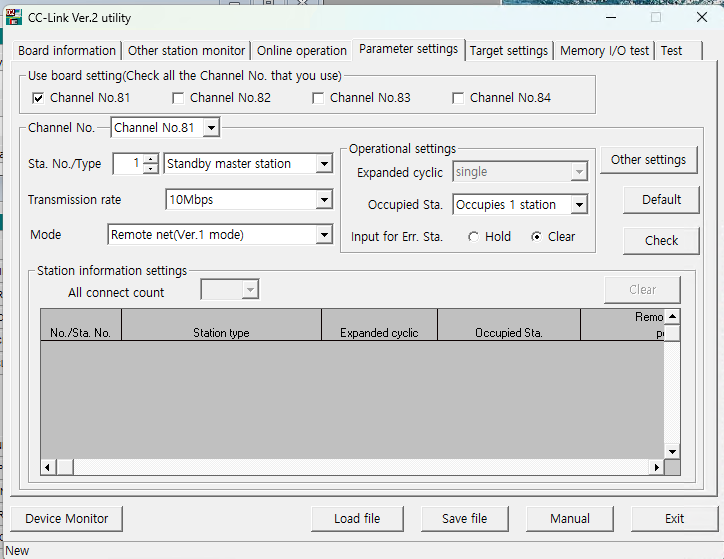 CC-Link Ver.2 utility
Board information
Other station monitor
Online operation
Parameter settings
Target settings
Memory I/O test
Test
Use board setting(Check all the Channel No. that you use)
Channel No.81
Channel No.82
Channel No.83
Channel No.84
Channel No.
Channel No.81
Sta. No./Type
1
Standby master station
Transmission rate
10Mbps
Mode
Remote net(Ver.1 mode)
Operational settings
Expanded cyclic
single
Occupied Sta.
Occupies 1 station
Input for Err. Sta.
Hold
Clear
Other settings
Default
Check
Station information settings
All connect count
Clear
No./Sta. No.
Station type
Expanded cyclic
Occupied Sta.
Remo
p
Device Monitor
Load file
Save file
Manual
Exit
New